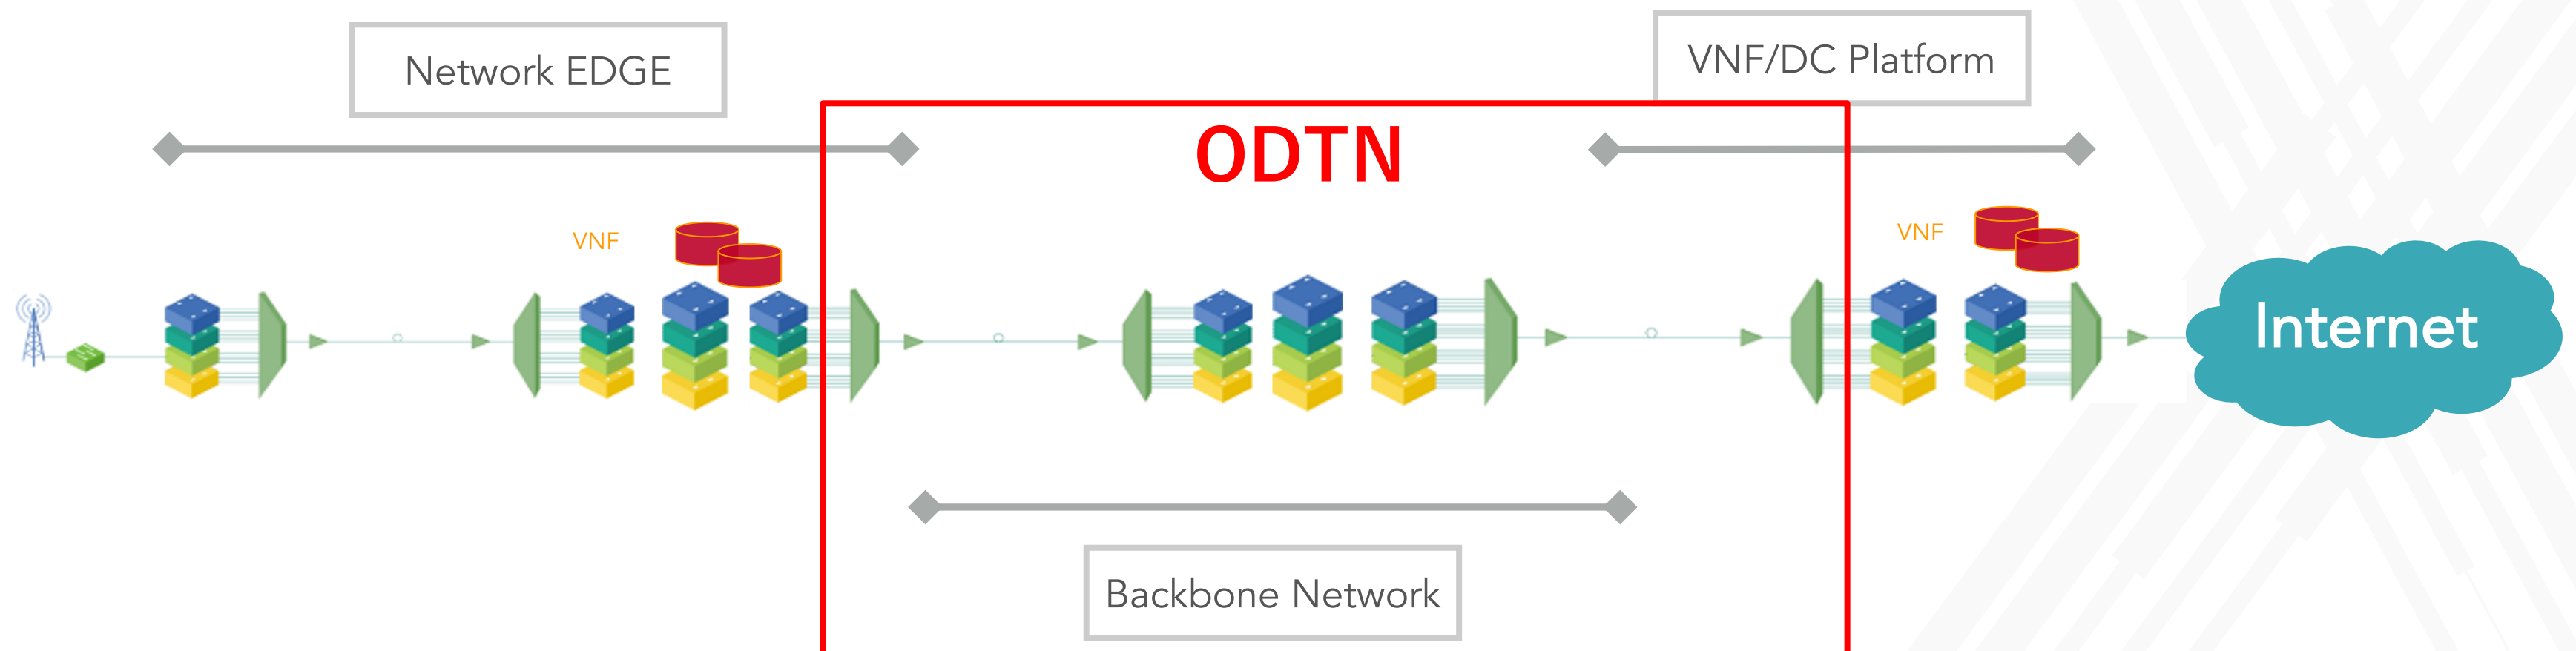 Network EDGE
VNF/DC Platform
ODTN
VNF
VNF
Internet
Backbone Network